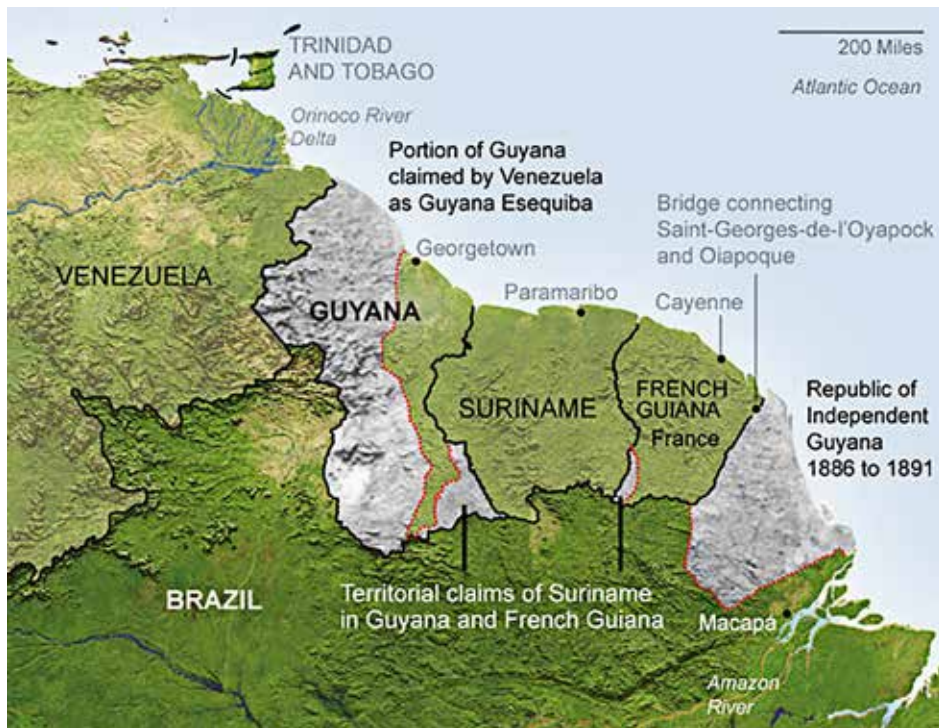 TRINIDAD
AND TOBAGO
200 Miles
Atlantic Ocean
Orinoco River
Delta
Portion of Guyana
claimed by Venezuela
as Guyana Esequiba
Bridge connecting
Saint-Georges-de-l'Oyapock
and Oiapoque
Georgetown
VENEZUELA
GUYANA
Paramaribo
Cayenne
SURINAME
FRENCH
GUIANA
France
Republic of
Independent
Guyana
1886 to 1891
BRAZIL
Territorial claims of Suriname
in Guyana and French Guiana
Macapá
Amazon
River